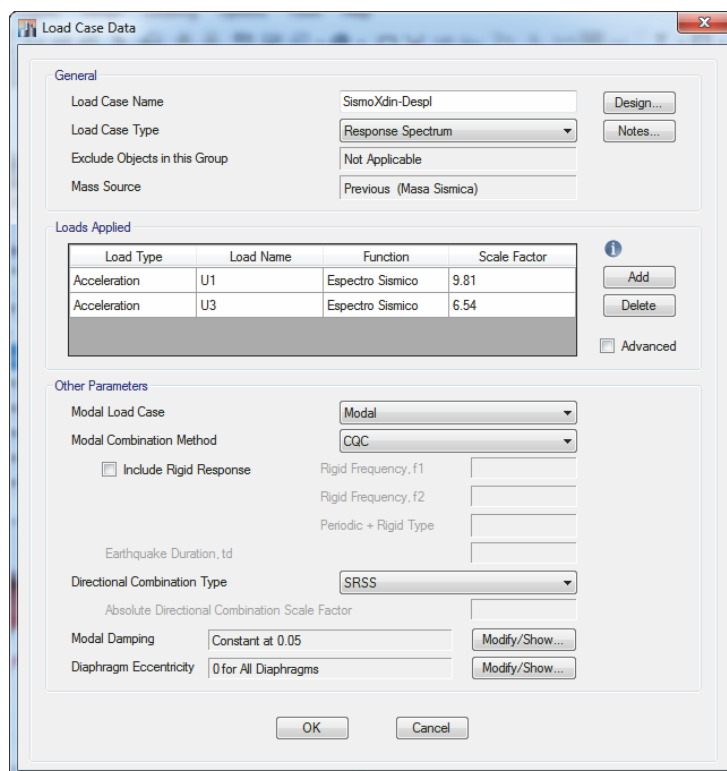 Load Case Data
General
Load Case Name SismoXdin-Despl Design...
Load Case Type Response Spectrum Notes...
Exclude Objects in this Group Not Applicable
Mass Source Previous (Masa Sismica)
Loads Applied
Load Type Load Name Function Scale Factor
Acceleration U1 Espectro Sismico 9.81 Add
Acceleration U3 Espectro Sismico 6.54 Delete
Advanced
Other Parameters
Modal Load Case Modal
Modal Combination Method CQC
Include Rigid Response Rigid Frequency, f1
Rigid Frequency, f2
Periodic + Rigid Type
Earthquake Duration, td
Directional Combination Type SRSS
Absolute Directional Combination Scale Factor
Modal Damping Constant at 0.05 Modify/Show...
Diaphragm Eccentricity 0 for All Diaphragms Modify/Show...
OK Cancel